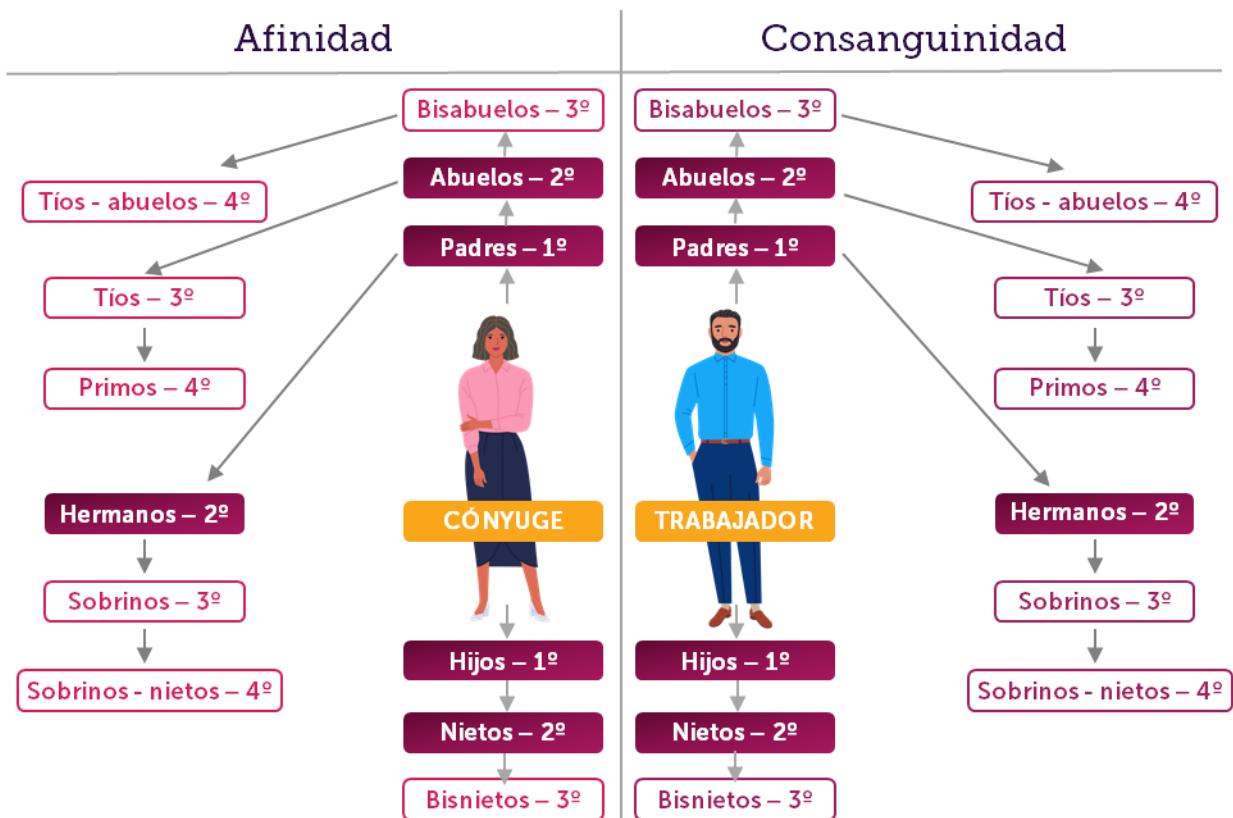 Afinidad
Consanguinidad
Bisabuelos – 3º
Bisabuelos – 3º
Abuelos – 2º
Abuelos – 2º
Tíos - abuelos – 4º
Tíos - abuelos – 4º
Padres – 1º
Padres – 1º
Tíos – 3º
Tíos – 3º
Primos – 4º
Primos – 4º
Hermanos – 2º
CÓNYUGE
TRABAJADOR
Hermanos – 2º
Sobrinos – 3º
Sobrinos – 3º
Hijos – 1º
Hijos – 1º
Sobrinos - nietos – 4º
Sobrinos - nietos – 4º
Nietos – 2º
Nietos – 2º
Bisnietos – 3º
Bisnietos – 3º